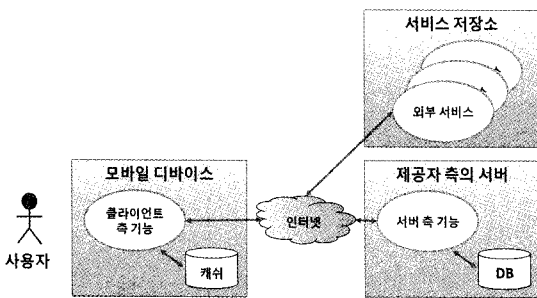 서비스 저장소
외부 서비스
모바일 디바이스
클라이언트
측 기능
캐쉬
사용자
인터넷
제공자 측의 서버
서버 측 기능
DB